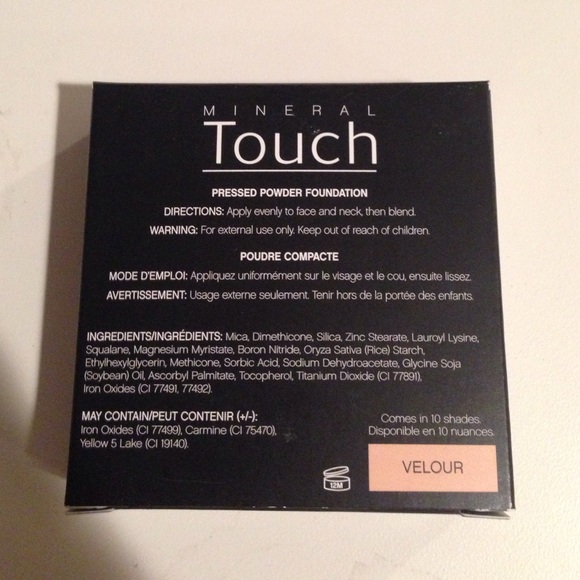 MINERAL
Touch
PRESSED POWDER FOUNDATION
DIRECTIONS: Apply evenly to face and neck, then blend.
WARNING: For external use only. Keep out of reach of children.
POUDRE COMPACTE
MODE D'EMPLOI: Appliquez uniformément sur le visage et le cou, ensuite lissez.
AVERTISSEMENT: Usage externe seulement. Tenir hors de la portée des enfants.
INGREDIENTS/INGRÉDIENTS: Mica, Dimethicone, Silica, Zinc Stearate, Lauroyl Lysine,
Squalane, Magnesium Myristate, Boron Nitride, Oryza Sativa (Rice) Starch,
Ethylhexylglycerin, Methicone, Sorbic Acid, Sodium Dehydroacetate, Glycine Soja
(Soybean) Oil, Ascorbyl Palmitate, Tocopherol, Titanium Dioxide (CI 77891),
Iron Oxides (CI 77491, 77492).
MAY CONTAIN/PEUT CONTENIR (+/-):
Iron Oxides (CI 77499), Carmine (CI 75470),
Yellow 5 Lake (CI 19140).
Comes in 10 shades.
Disponible en 10 nuances.
VELOUR
12M